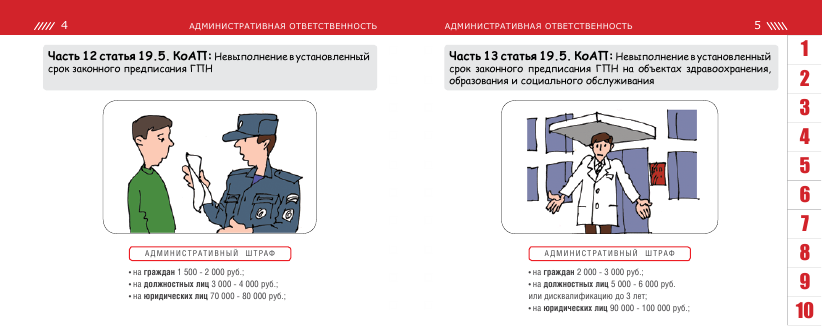 4
АДМИНИСТРАТИВНАЯ ОТВЕТСТВЕННОСТЬ
Часть 12 статья 19.5. КоАП: Невыполнение в установленный
срок законного предписания ГПН
АДМИНИСТРАТИВНЫЙ ШТРАФ
• на граждан 1 500 - 2 000 руб.;
• на должностных лиц 3 000 - 4 000 руб.;
• на юридических лиц 70 000 - 80 000 руб.;
АДМИНИСТРАТИВНАЯ ОТВЕТСТВЕННОСТЬ
5
Часть 13 статья 19.5. КоАП: Невыполнение в установленный
срок законного предписания ГПН на объектах здравоохранения,
образования и социального обслуживания
АДМИНИСТРАТИВНЫЙ ШТРАФ
• на граждан 2 000 - 3 000 руб.;
• на должностных лиц 5 000 - 6 000 руб.
или дисквалификацию до 3 лет;
• на юридических лиц 90 000 - 100 000 руб.;
1
2
3
4
5
6
7
8
9
10